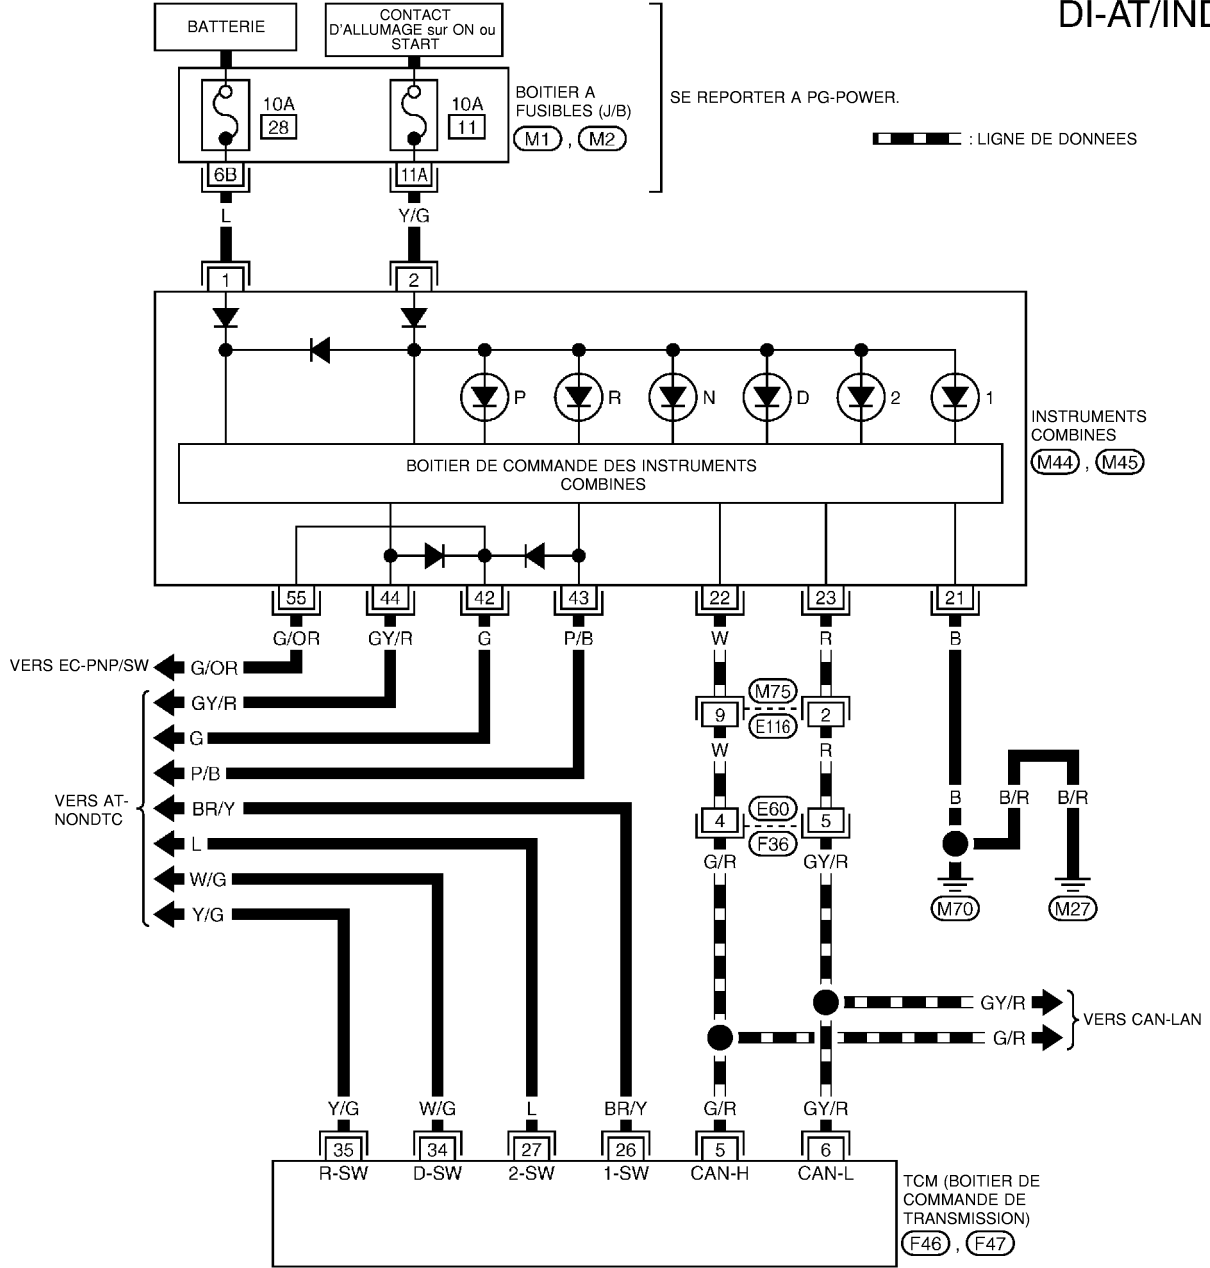 DI-AT/IND
BATTERIE
CONTACT
D'ALLUMAGE sur ON ou
START
10A
28
10A
11
BOITIER A
FUSIBLES (J/B)
M1 , M2
SE REPORTER A PG-POWER.
: LIGNE DE DONNEES
6B
11A
L
Y/G
1
2
P
R
N
D
2
1
INSTRUMENTS
COMBINES
M44 , M45
BOITIER DE COMMANDE DES INSTRUMENTS
COMBINES
55
44
42
43
22
23
21
G/OR
GY/R
G
P/B
W
R
B
VERS EC-PNP/SW
G/OR
GY/R
G
P/B
BR/Y
L
W/G
Y/G
VERS AT-
NONDTC
M75
9
2
E116
W
R
E60
4
5
F36
G/R
GY/R
B
B/R
B/R
M70
M27
GY/R
G/R
VERS CAN-LAN
Y/G
W/G
L
BR/Y
G/R
GY/R
35
34
27
26
5
6
R-SW
D-SW
2-SW
1-SW
CAN-H
CAN-L
TCM (BOITIER DE
COMMANDE DE
TRANSMISSION)
F46 , F47